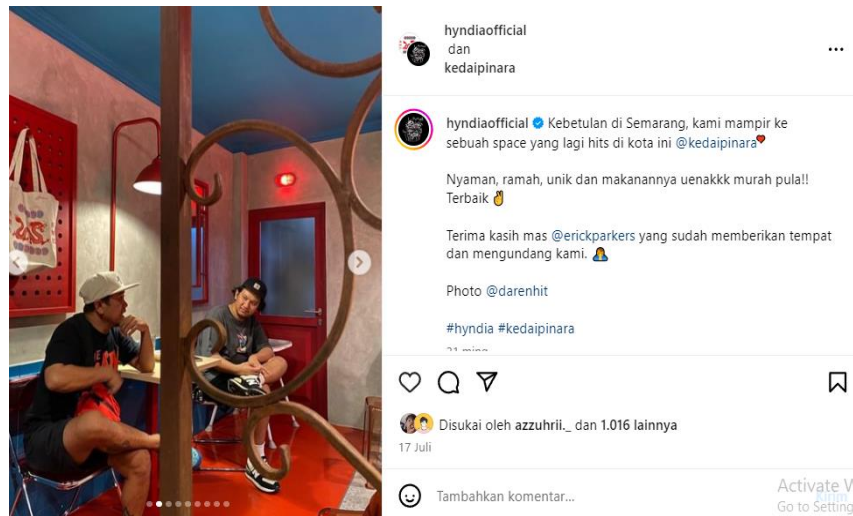 hyndiaofficial
dan
kedaipinara
hyndiaofficial Kebetulan di Semarang, kami mampir ke
sebuah space yang lagi hits di kota ini @kedaipinara
Nyaman, ramah, unik dan makanannya uenakkk murah pula!!
Terbaik ✌
Terima kasih mas @erickparkers yang sudah memberikan tempat
dan mengundang kami. 🙏
Photo @darenhit
#hyndia #kedaipinara
Disukai oleh azzuhrii._ dan 1.016 lainnya
17 Juli
Tambahkan komentar...
Kirim
Activate
Go to Setting